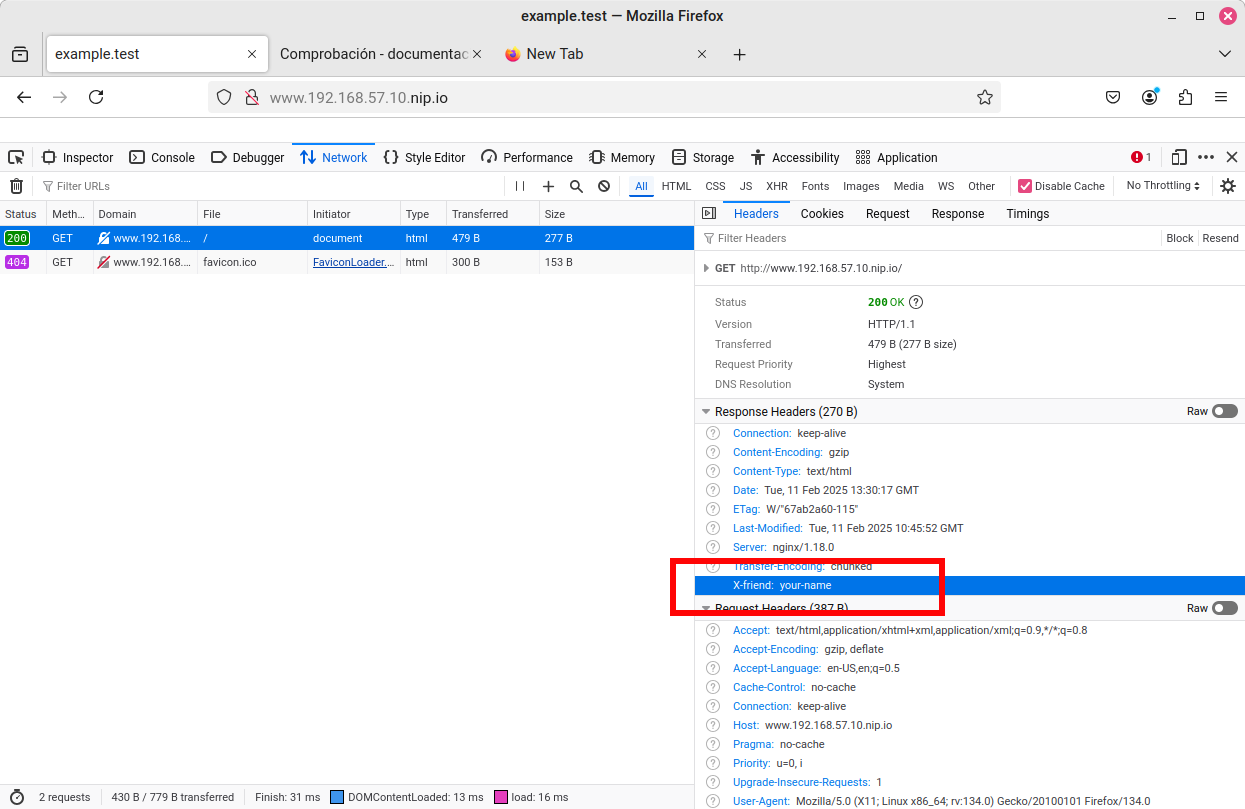 example.test — Mozilla Firefox
example.test
Comprobación - documentac
New Tab
www.192.168.57.10.nip.io
Inspector Console Debugger Network Style Editor Performance Memory Storage Accessibility Application 1
Filter URLs
All HTML CSS JS XHR Fonts Images Media WS Other Disable Cache No Throttling
Status Meth... Domain File Initiator Type Transferred Size
200 GET www.192.168.... / document html 479 B 277 B
404 GET www.192.168.... favicon.ico FaviconLoader.... html 300 B 153 B
Headers Cookies Request Response Timings
Filter Headers Block Resend
GET http://www.192.168.57.10.nip.io/
Status 200 OK
Version HTTP/1.1
Transferred 479 B (277 B size)
Request Priority Highest
DNS Resolution System
Response Headers (270 B) Raw
Connection: keep-alive
Content-Encoding: gzip
Content-Type: text/html
Date: Tue, 11 Feb 2025 13:30:17 GMT
ETag: W/"67ab2a60-115"
Last-Modified: Tue, 11 Feb 2025 10:45:52 GMT
Server: nginx/1.18.0
Transfer-Encoding: chunked
X-friend: your-name
Request Headers (387 B) Raw
Accept: text/html,application/xhtml+xml,application/xml;q=0.9,*/*;q=0.8
Accept-Encoding: gzip, deflate
Accept-Language: en-US,en;q=0.5
Cache-Control: no-cache
Connection: keep-alive
Host: www.192.168.57.10.nip.io
Pragma: no-cache
Priority: u=0, i
Upgrade-Insecure-Requests: 1
User-Agent: Mozilla/5.0 (X11; Linux x86_64; rv:134.0) Gecko/20100101 Firefox/134.0
2 requests 430 B / 779 B transferred Finish: 31 ms DOMContentLoaded: 13 ms load: 16 ms